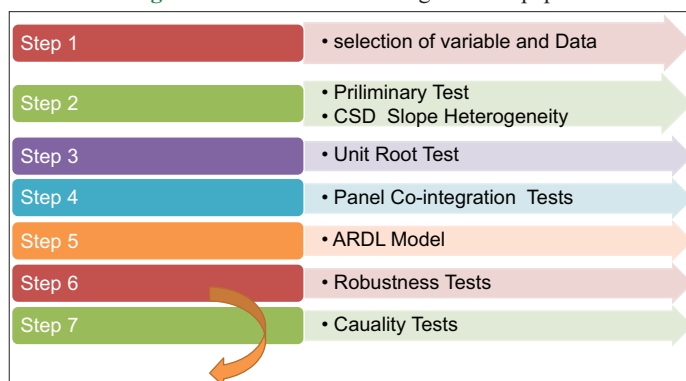 Step 1
• selection of variable and Data
Step 2
• Priliminary Test
• CSD Slope Heterogeneity
Step 3
• Unit Root Test
Step 4
• Panel Co-integration Tests
Step 5
• ARDL Model
Step 6
• Robustness Tests
Step 7
• Cauality Tests